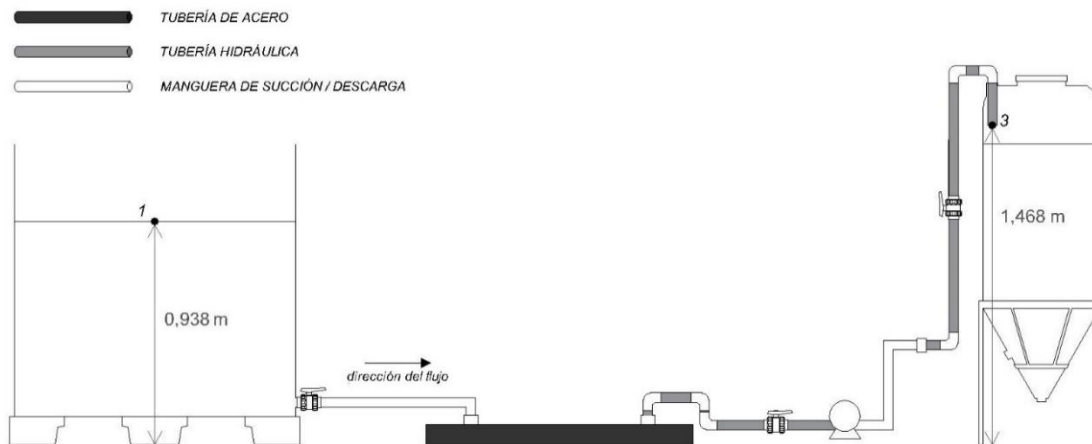 TUBERÍA DE ACERO
TUBERÍA HIDRÁULICA
MANGUERA DE SUCCIÓN / DESCARGA
3
1
1,468 m
0,938 m
dirección del flujo